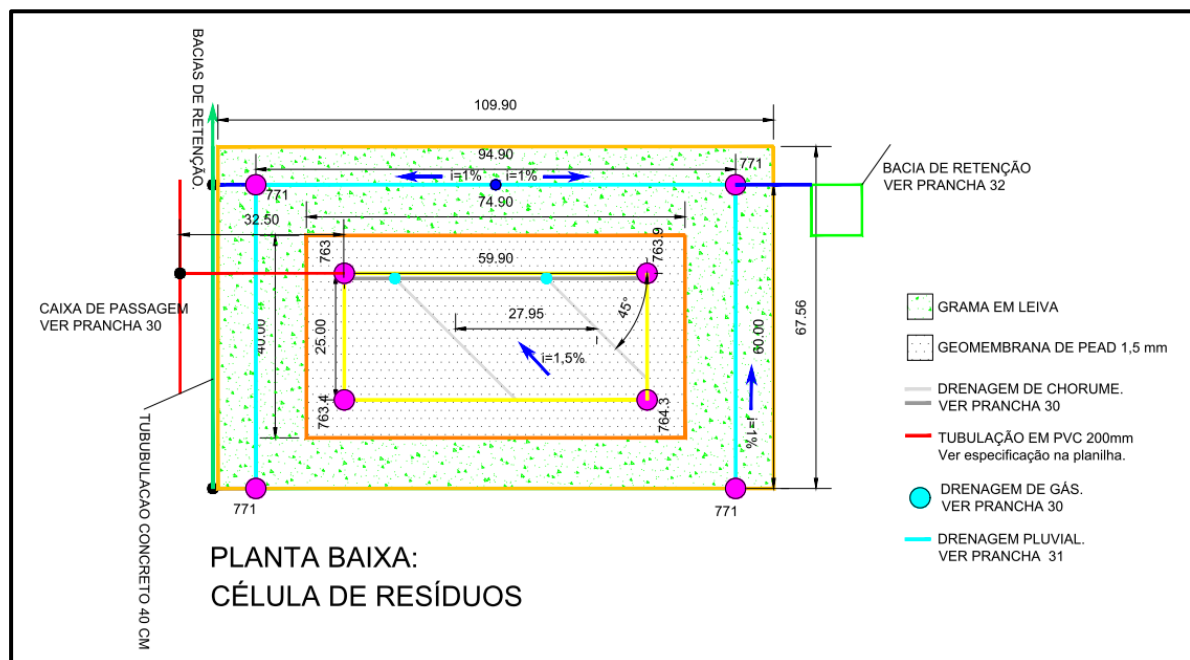 BACIAS DE RETENÇÃO
109.90
94.90
771
771
i=1%
i=1%
74.90
32.50
BACIA DE RETENÇÃO
VER PRANCHA 32
763
763.9
59.90
CAIXA DE PASSAGEM
VER PRANCHA 30
40.00
25.00
27.95
45°
i=1,5%
60.00
67.56
i=1%
763.4
764.3
TUBUBULACAO CONCRETO 40 CM
771
771
GRAMA EM LEIVA
GEOMEMBRANA DE PEAD 1,5 mm
DRENAGEM DE CHORUME.
VER PRANCHA 30
TUBULAÇÃO EM PVC 200mm
Ver especificação na planilha.
DRENAGEM DE GÁS.
VER PRANCHA 30
DRENAGEM PLUVIAL.
VER PRANCHA 31
PLANTA BAIXA:
CÉLULA DE RESÍDUOS